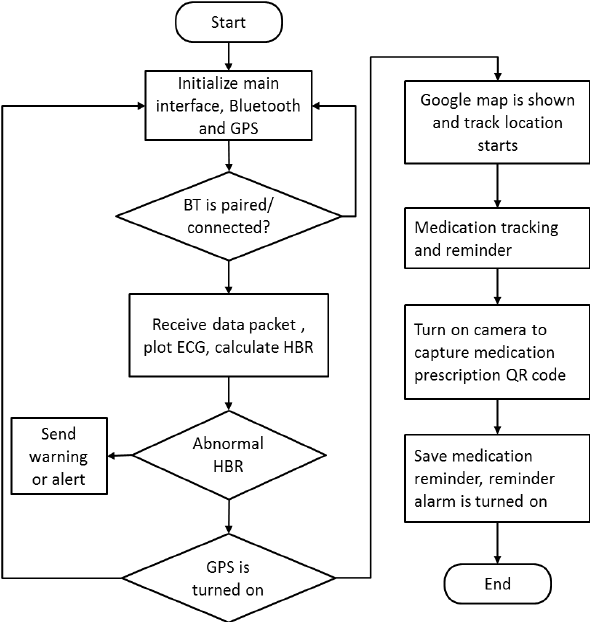 Start
Initialize main
interface, Bluetooth
and GPS
BT is paired/
connected?
Receive data packet ,
plot ECG, calculate HBR
Abnormal
HBR
Send
warning
or alert
GPS is
turned on
Google map is shown
and track location
starts
Medication tracking
and reminder
Turn on camera to
capture medication
prescription QR code
Save medication
reminder, reminder
alarm is turned on
End